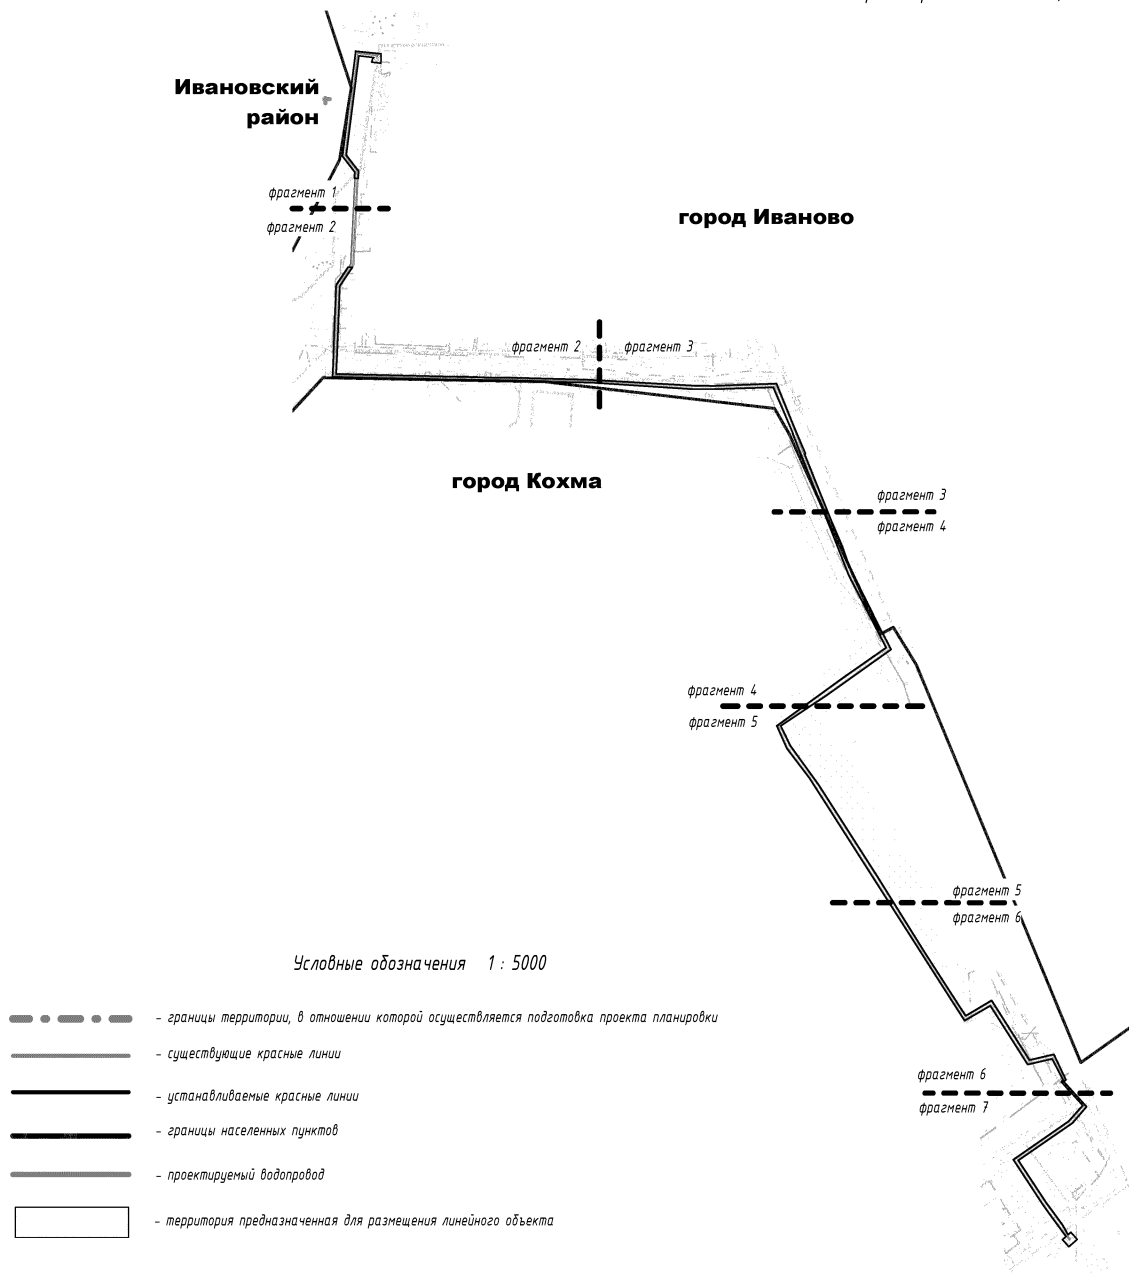 Ивановский
район
фрагмент 1
фрагмент 2
город Иваново
фрагмент 2
фрагмент 3
город Кохма
фрагмент 3
фрагмент 4
фрагмент 4
фрагмент 5
фрагмент 5
фрагмент 6
Условные обозначения 1 : 5000
- границы территории, в отношении которой осуществляется подготовка проекта планировки
- существующие красные линии
- устанавливаемые красные линии
- границы населенных пунктов
- проектируемый водопровод
- территория предназначенная для размещения линейного объекта
фрагмент 6
фрагмент 7